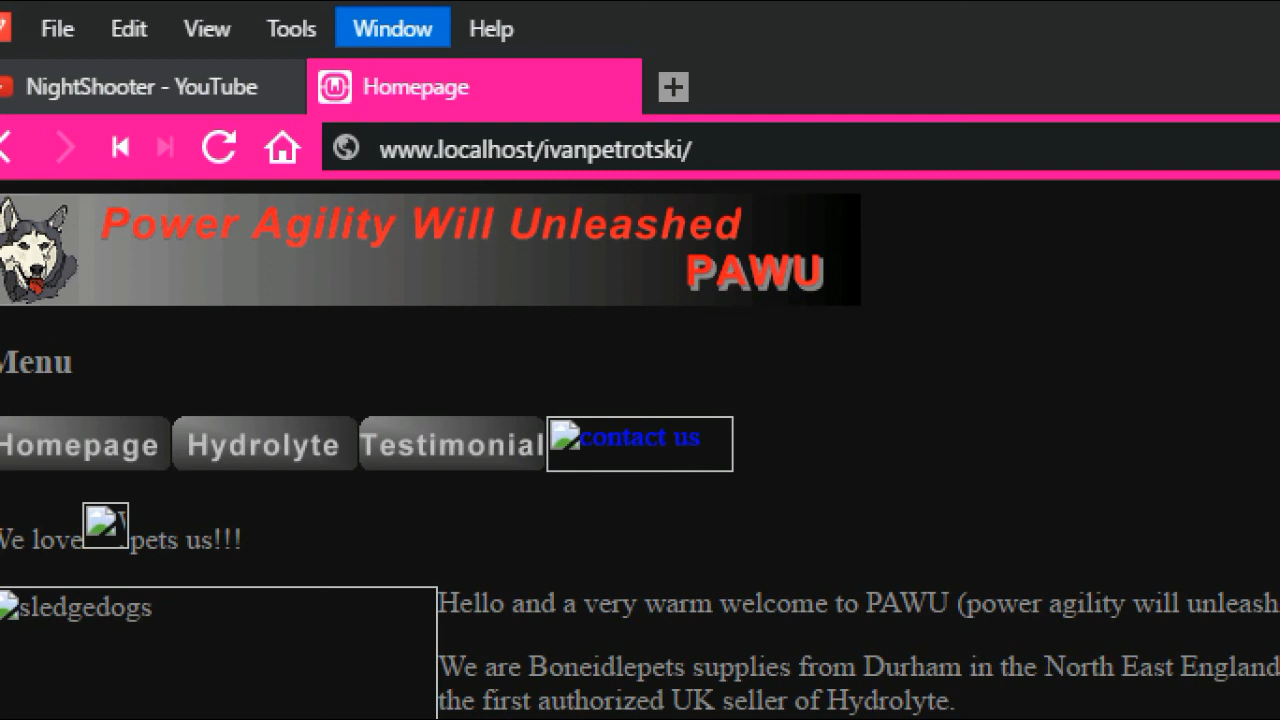 File Edit View Tools Window Help
NightShooter - YouTube Homepage
www.localhost/ivanpetrotski/
Power Agility Will Unleashed
PAWU
Menu
Homepage Hydrolyte Testimonial contact us
We love pets us!!!
sledgedogs
Hello and a very warm welcome to PAWU (power agility will unleash
We are Boneidlepets supplies from Durham in the North East England
the first authorized UK seller of Hydrolyte.